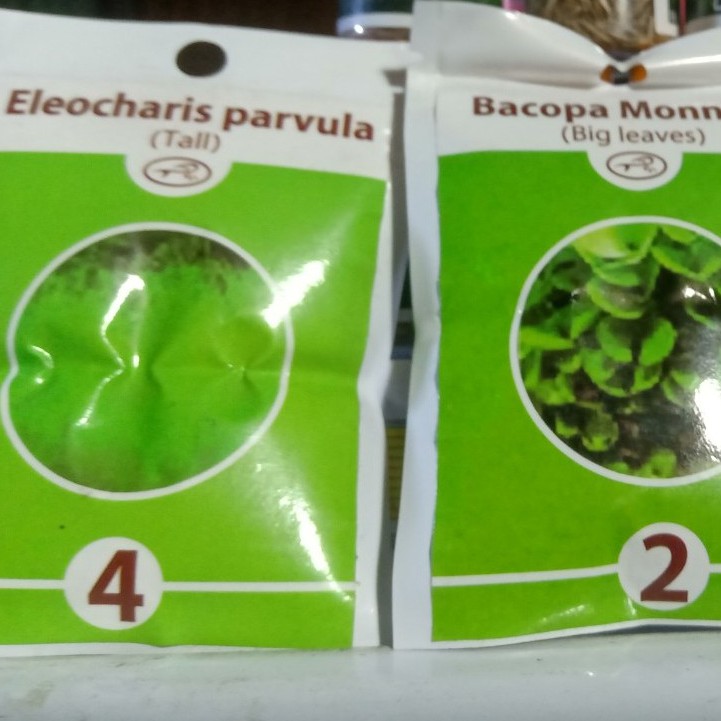 Eleocharis parvula
(Tall)
4
Bacopa Monn
(Big leaves)
2